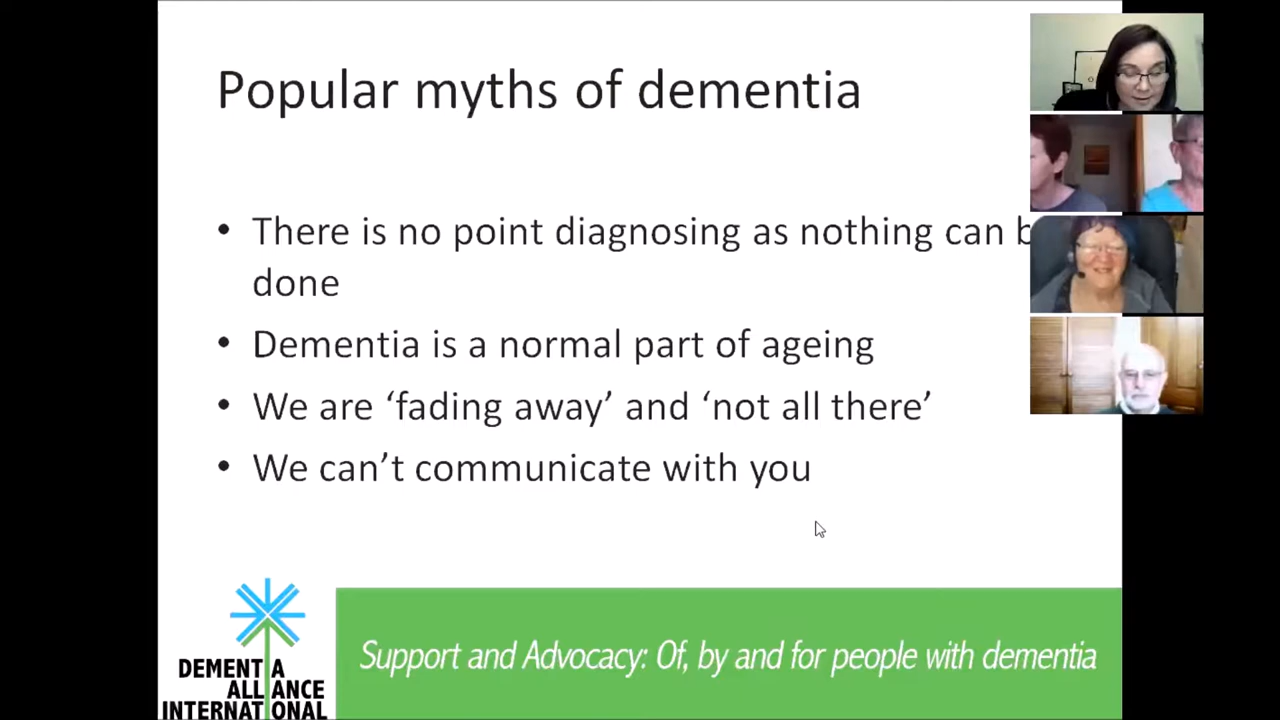 Popular myths of dementia
• There is no point diagnosing as nothing can b
done
• Dementia is a normal part of ageing
• We are ‘fading away’ and ‘not all there’
• We can’t communicate with you
DEMENTIA
ALLIANCE
INTERNATIONAL
Support and Advocacy: Of, by and for people with dementia